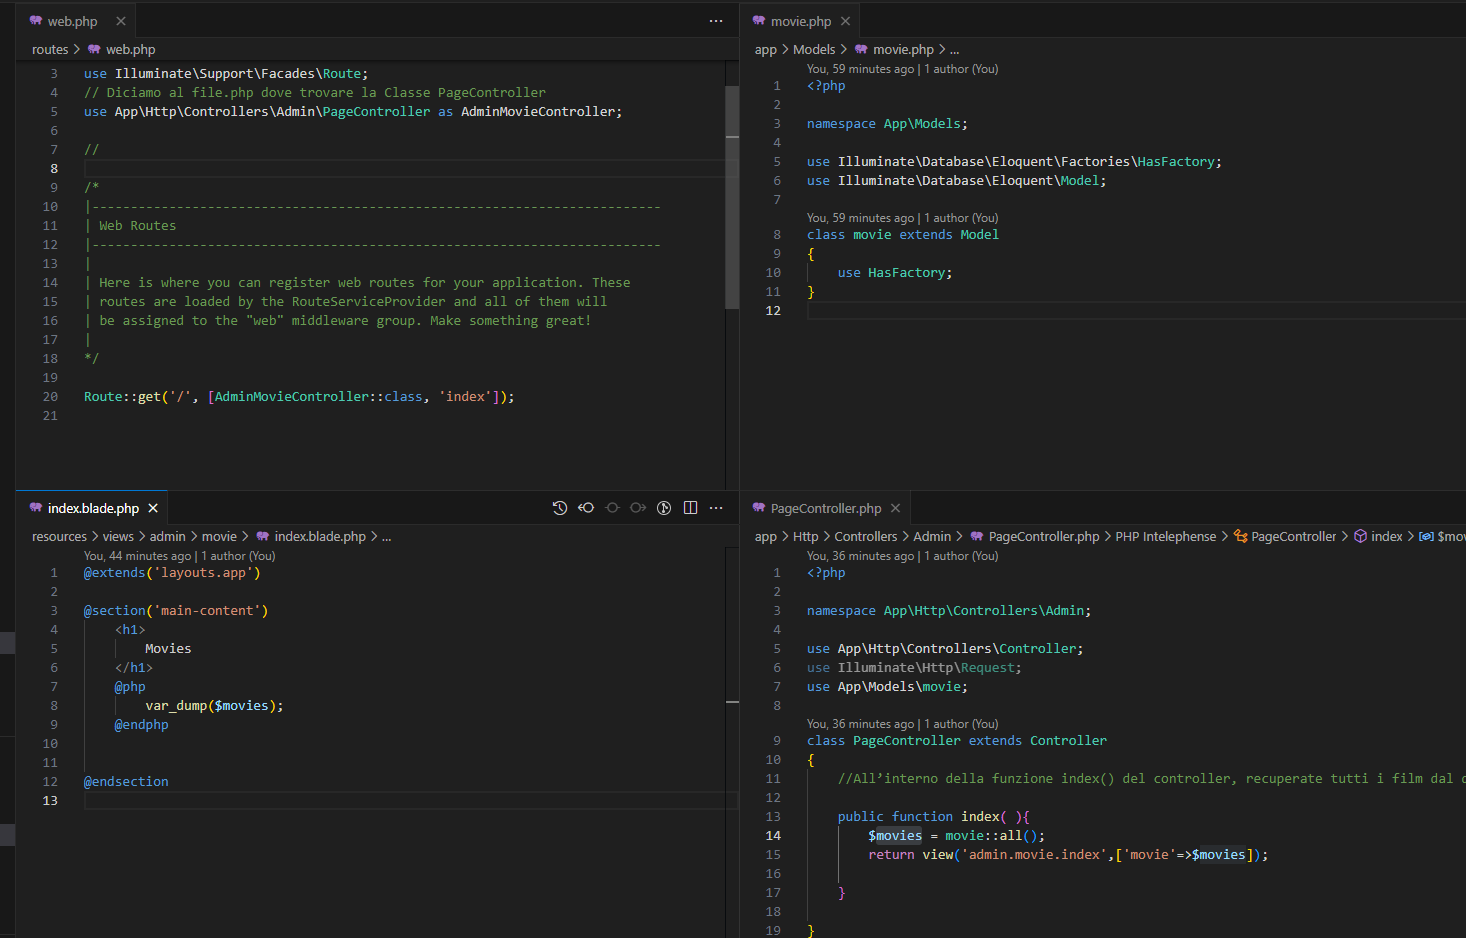 web.php
routes > web.php
3 use Illuminate\Support\Facades\Route;
4 // Diciamo al file.php dove trovare la Classe PageController
5 use App\Http\Controllers\Admin\PageController as AdminMovieController;
6
7 //
8
9 /*
10 |--------------------------------------------------------------------------
11 | Web Routes
12 |--------------------------------------------------------------------------
13 |
14 | Here is where you can register web routes for your application. These
15 | routes are loaded by the RouteServiceProvider and all of them will
16 | be assigned to the "web" middleware group. Make something great!
17 |
18 */
19
20 Route::get('/', [AdminMovieController::class, 'index']);
21
movie.php
app > Models > movie.php > ...
You, 59 minutes ago | 1 author (You)
1 <?php
2
3 namespace App\Models;
4
5 use Illuminate\Database\Eloquent\Factories\HasFactory;
6 use Illuminate\Database\Eloquent\Model;
7
You, 59 minutes ago | 1 author (You)
8 class movie extends Model
9 {
10 use HasFactory;
11 }
12
index.blade.php
resources > views > admin > movie > index.blade.php > ...
You, 44 minutes ago | 1 author (You)
1 @extends('layouts.app')
2
3 @section('main-content')
4 <h1>
5 Movies
6 </h1>
7 @php
8 var_dump($movies);
9 @endphp
10
11
12 @endsection
13
PageController.php
app > Http > Controllers > Admin > PageController.php > PHP Intelephense > PageController > index > $mov
You, 36 minutes ago | 1 author (You)
1 <?php
2
3 namespace App\Http\Controllers\Admin;
4
5 use App\Http\Controllers\Controller;
6 use Illuminate\Http\Request;
7 use App\Models\movie;
8
You, 36 minutes ago | 1 author (You)
9 class PageController extends Controller
10 {
11 //All’interno della funzione index() del controller, recuperate tutti i film dal
12
13 public function index( ){
14 $movies = movie::all();
15 return view('admin.movie.index',['movie'=>$movies]);
16
17 }
18
19 }